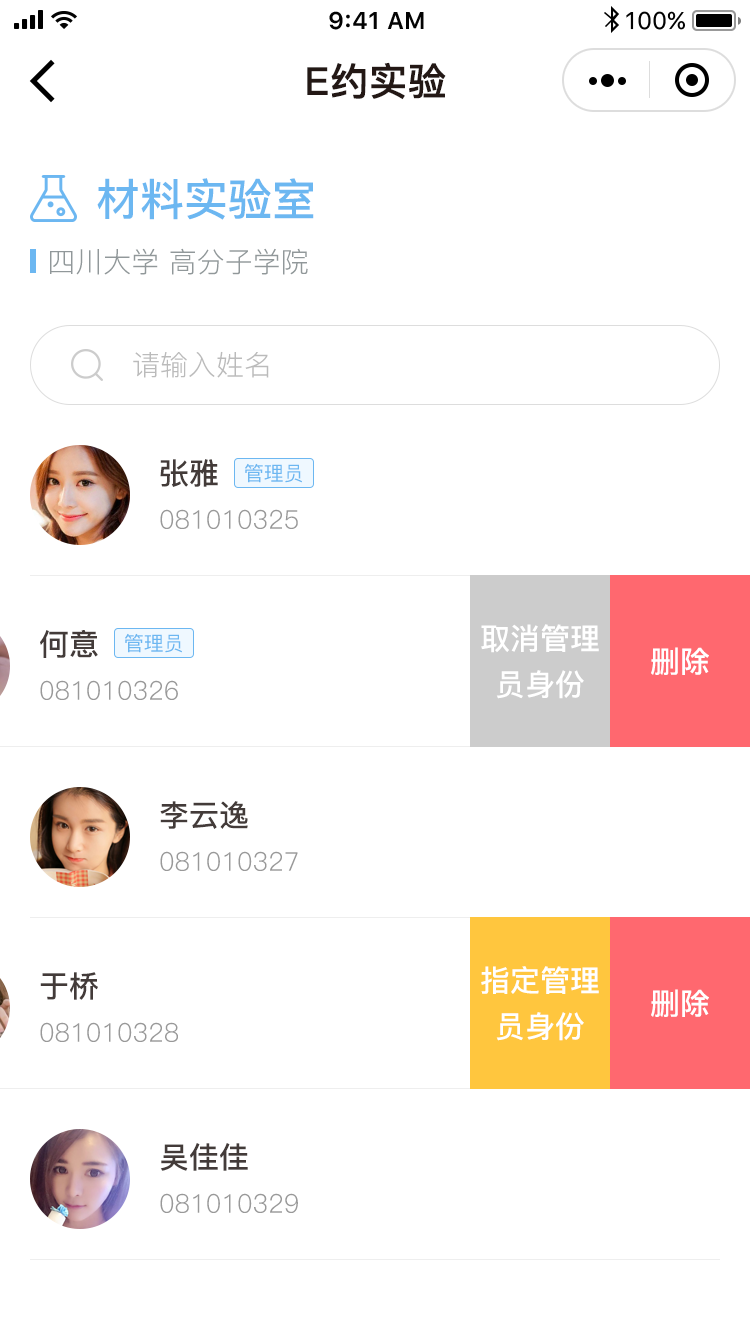 9:41 AM 100%
E约实验
材料实验室
四川大学 高分子学院
请输入姓名
张雅 管理员
081010325
何意 管理员
081010326
取消管理
员身份
删除
李云逸
081010327
于桥
081010328
指定管理
员身份
删除
吴佳佳
081010329